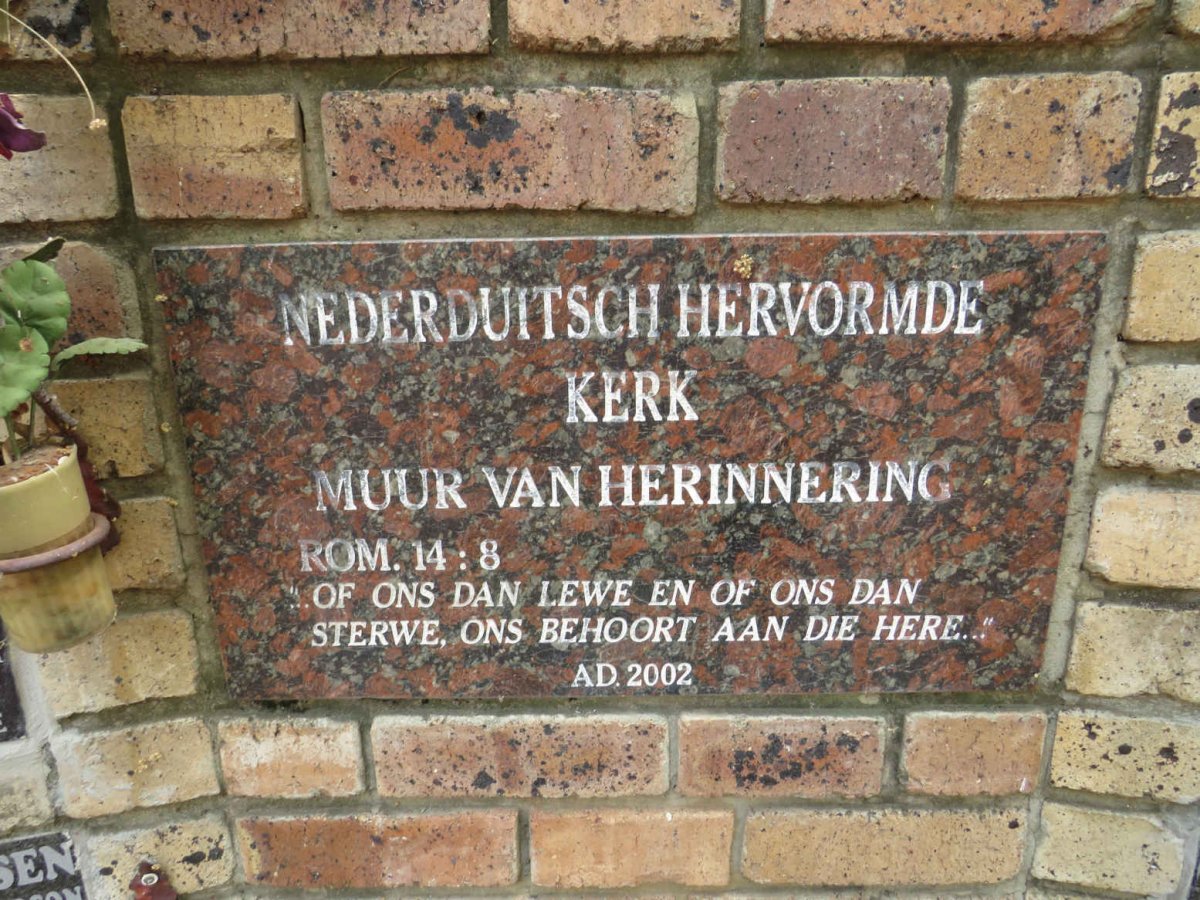 NEDERDUITSCH HERVORMDE
KERK
MUUR VAN HERINNERING
ROM. 14 : 8
"..OF ONS DAN LEWE EN OF ONS DAN
STERWE, ONS BEHOORT AAN DIE HERE..."
AD. 2002
SEN